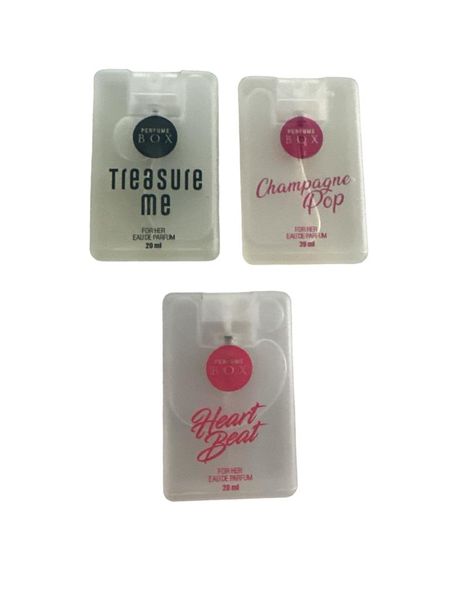 PERFUME
BOX
Treasure
me
FOR HER
EAU DE PARFUM
20 ml
PERFUME
BOX
Champagne
Pop
FOR HER
EAU DE PARFUM
20 ml
PERFUME
BOX
Heart
Beat
FOR HER
EAU DE PARFUM
20 ml